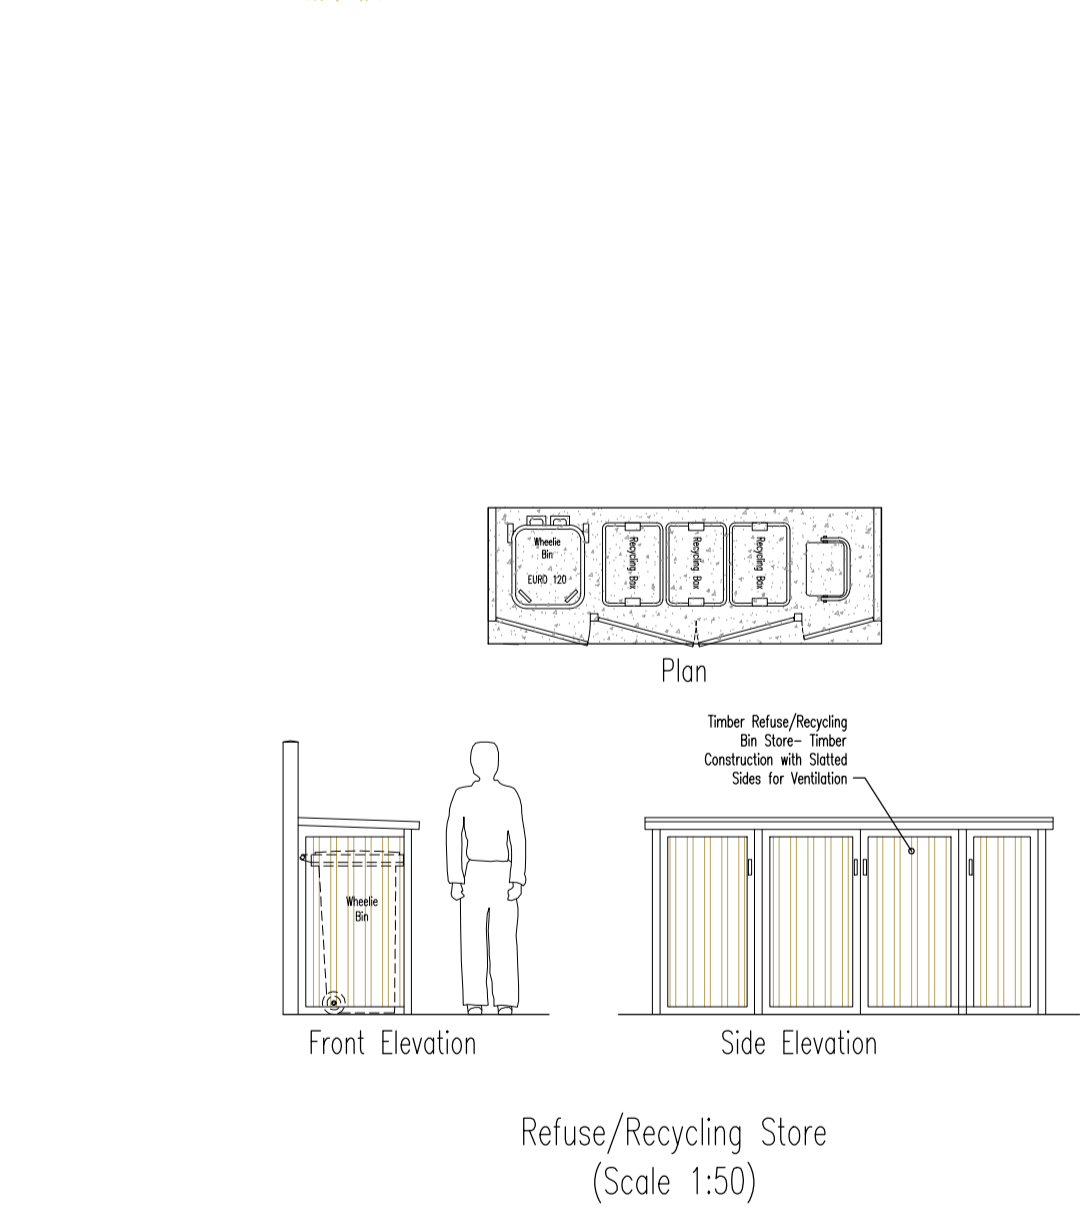 Wheelie
Bin
EURO 120
Recycling Box
Recycling Box
Recycling Box
Plan
Timber Refuse/Recycling
Bin Store- Timber
Construction with Slatted
Sides for Ventilation
Wheelie
Bin
Front Elevation
Side Elevation
Refuse/Recycling Store
(Scale 1:50)